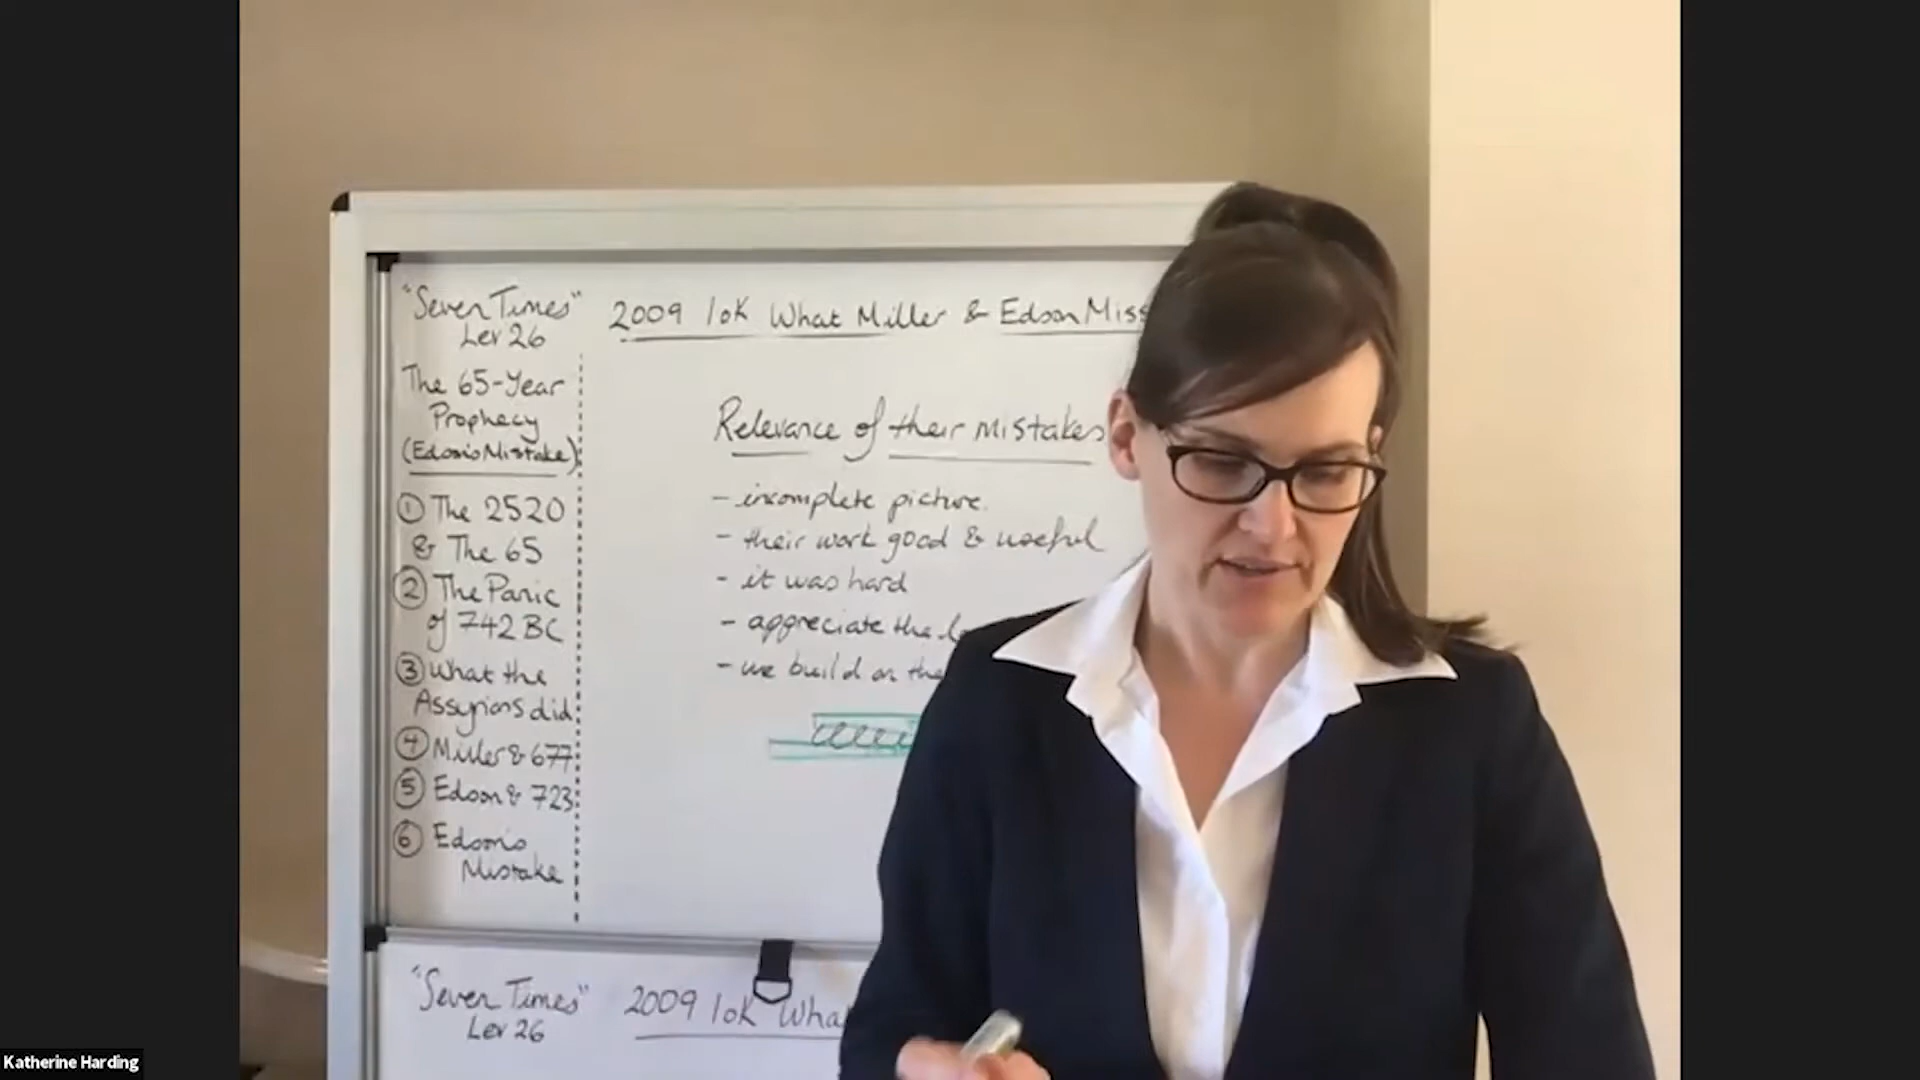 "Seven Times"
Lev 26
The 65-Year
Prophecy
(Edson's Mistake)
① The 2520
& The 65
② The Panic
of 742 BC
③ What the
Assyrians did
④ Miller & 677
⑤ Edson & 723
⑥ Edson's
Mistake
2009 10K What Miller & Edson Miss
Relevance of their mistakes
- incomplete picture.
- their work good & useful
- it was hard
- appreciate the
- we build on the
"Seven Times"
Lev 26
2009 10K Wha
Katherine Harding